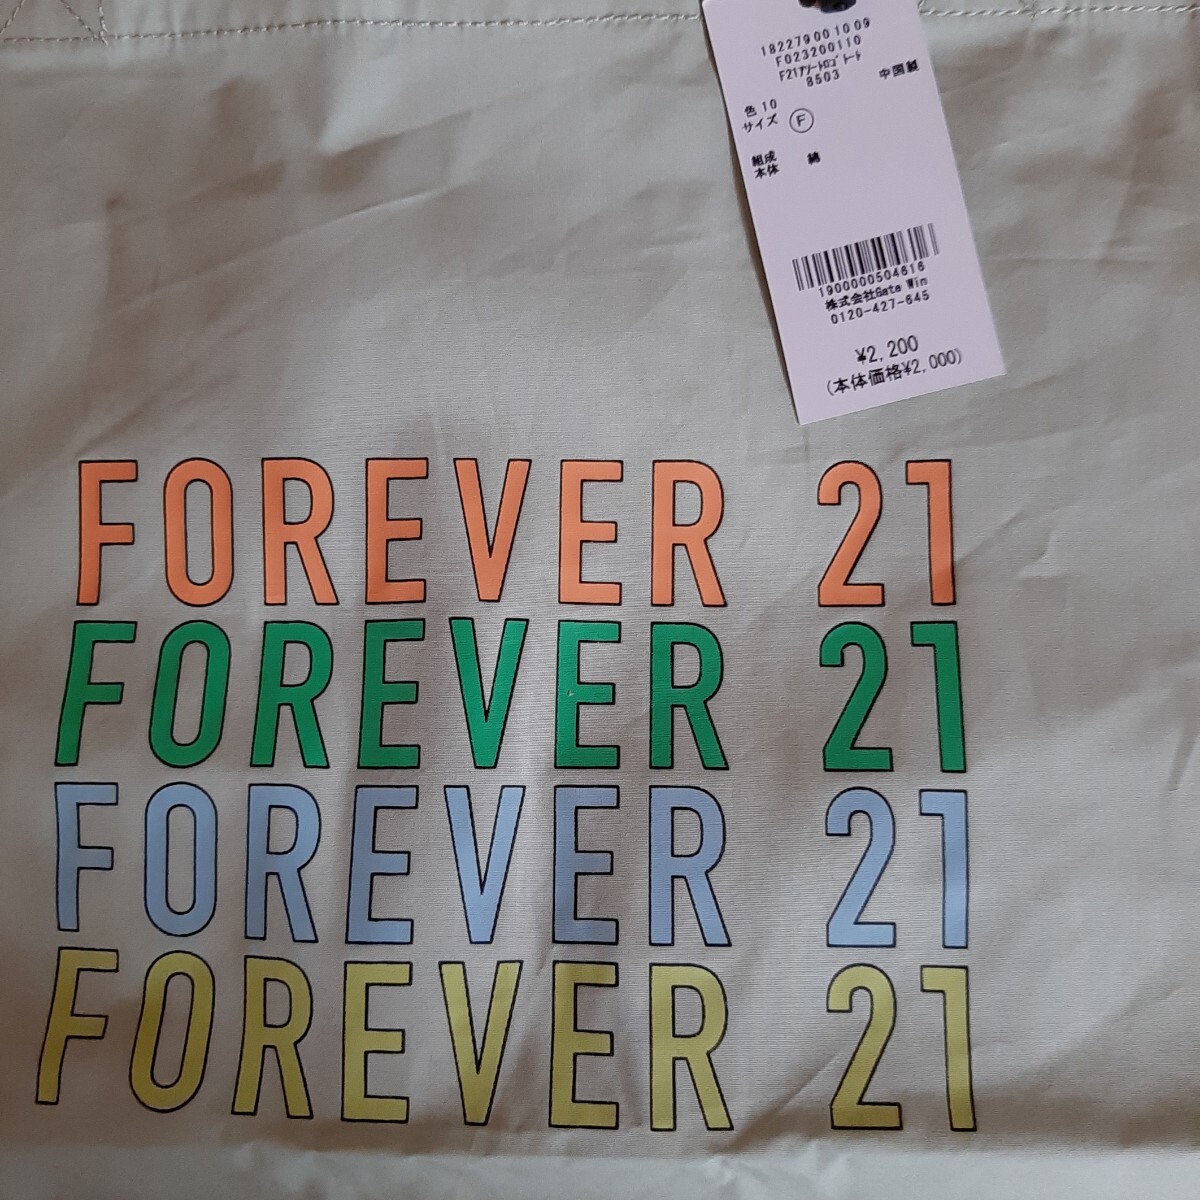 182279001009
F023200110
F21アソートロゴ トート
8503 中国製
色 10
サイズ F
組成 綿
本体
1900000504616
株式会社Gate Win
0120-427-645
¥2,200
(本体価格¥2,000)
FOREVER 21
FOREVER 21
FOREVER 21
FOREVER 21